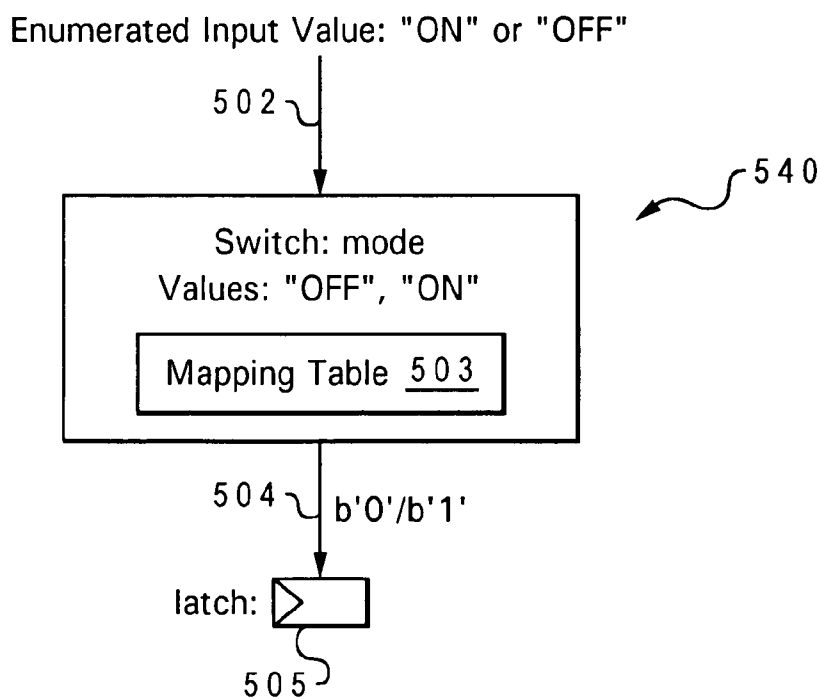 Enumerated Input Value: "ON" or "OFF"
502
540
Switch: mode
Values: "OFF", "ON"
Mapping Table 503
504
b'0'/b'1'
latch:
505